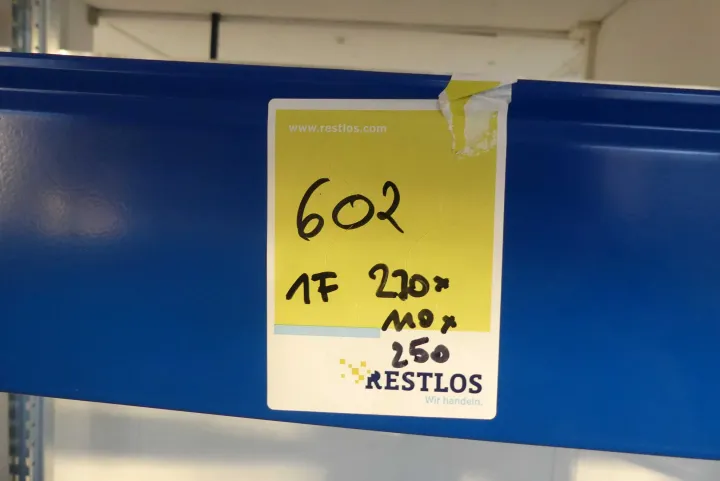 www.restlos.com
602
1F 270x
110x
250
RESTLOS
Wir handeln.